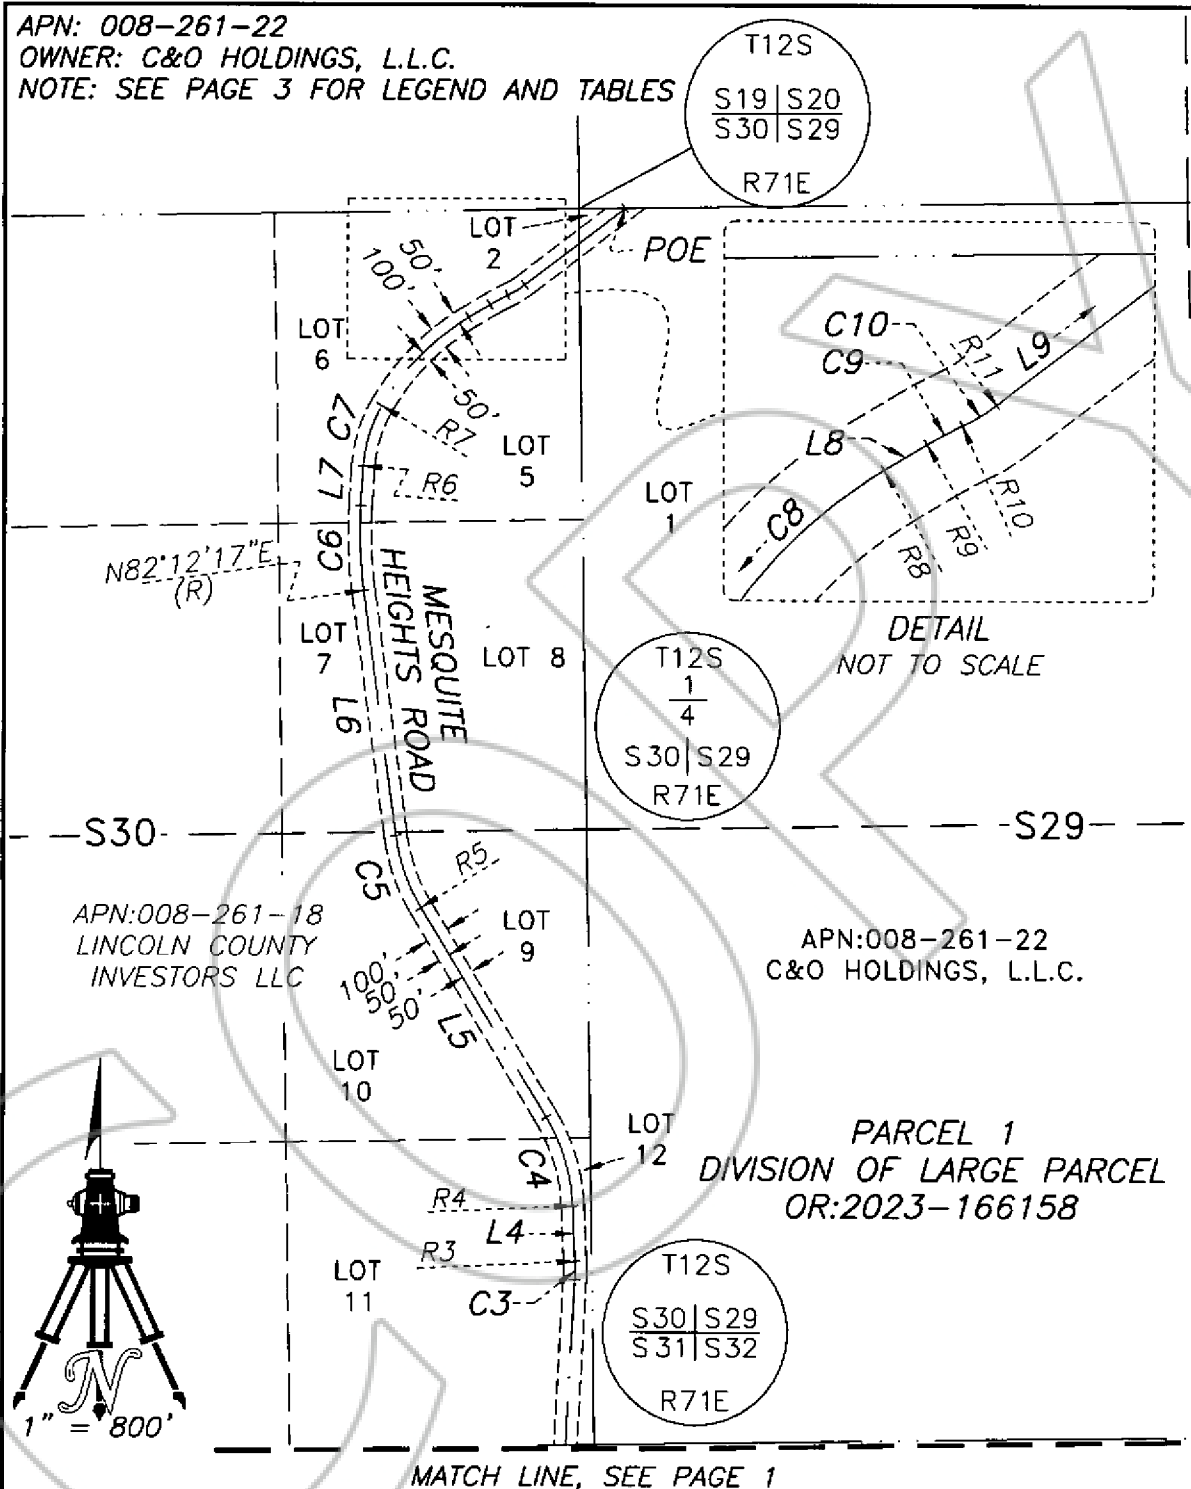 APN: 008-261-22
OWNER: C&O HOLDINGS, L.L.C.
NOTE: SEE PAGE 3 FOR LEGEND AND TABLES
T12S
S19 S20
S30 S29
R71E
LOT
2
POE
50'
100'
LOT
6
50'
C7
R7
LOT
5
L7
R6
LOT
1
C10
C9
R11
L9
L8
C8
R10
R9
R8
DETAIL
NOT TO SCALE
C6
N82°12'17"E
(R)
MESQUITE
HEIGHTS ROAD
LOT
7
LOT 8
L6
T12S
1
4
S30 S29
R71E
S30
S29
C5
R5
APN:008-261-18
LINCOLN COUNTY
INVESTORS LLC
LOT
9
APN:008-261-22
C&O HOLDINGS, L.L.C.
100'
50'
50'
L5
LOT
10
LOT
12
PARCEL 1
DIVISION OF LARGE PARCEL
OR:2023-166158
C4
R4
L4
R3
LOT
11
C3
T12S
S30 S29
S31 S32
R71E
N
1" = 800'
MATCH LINE, SEE PAGE 1
COPY